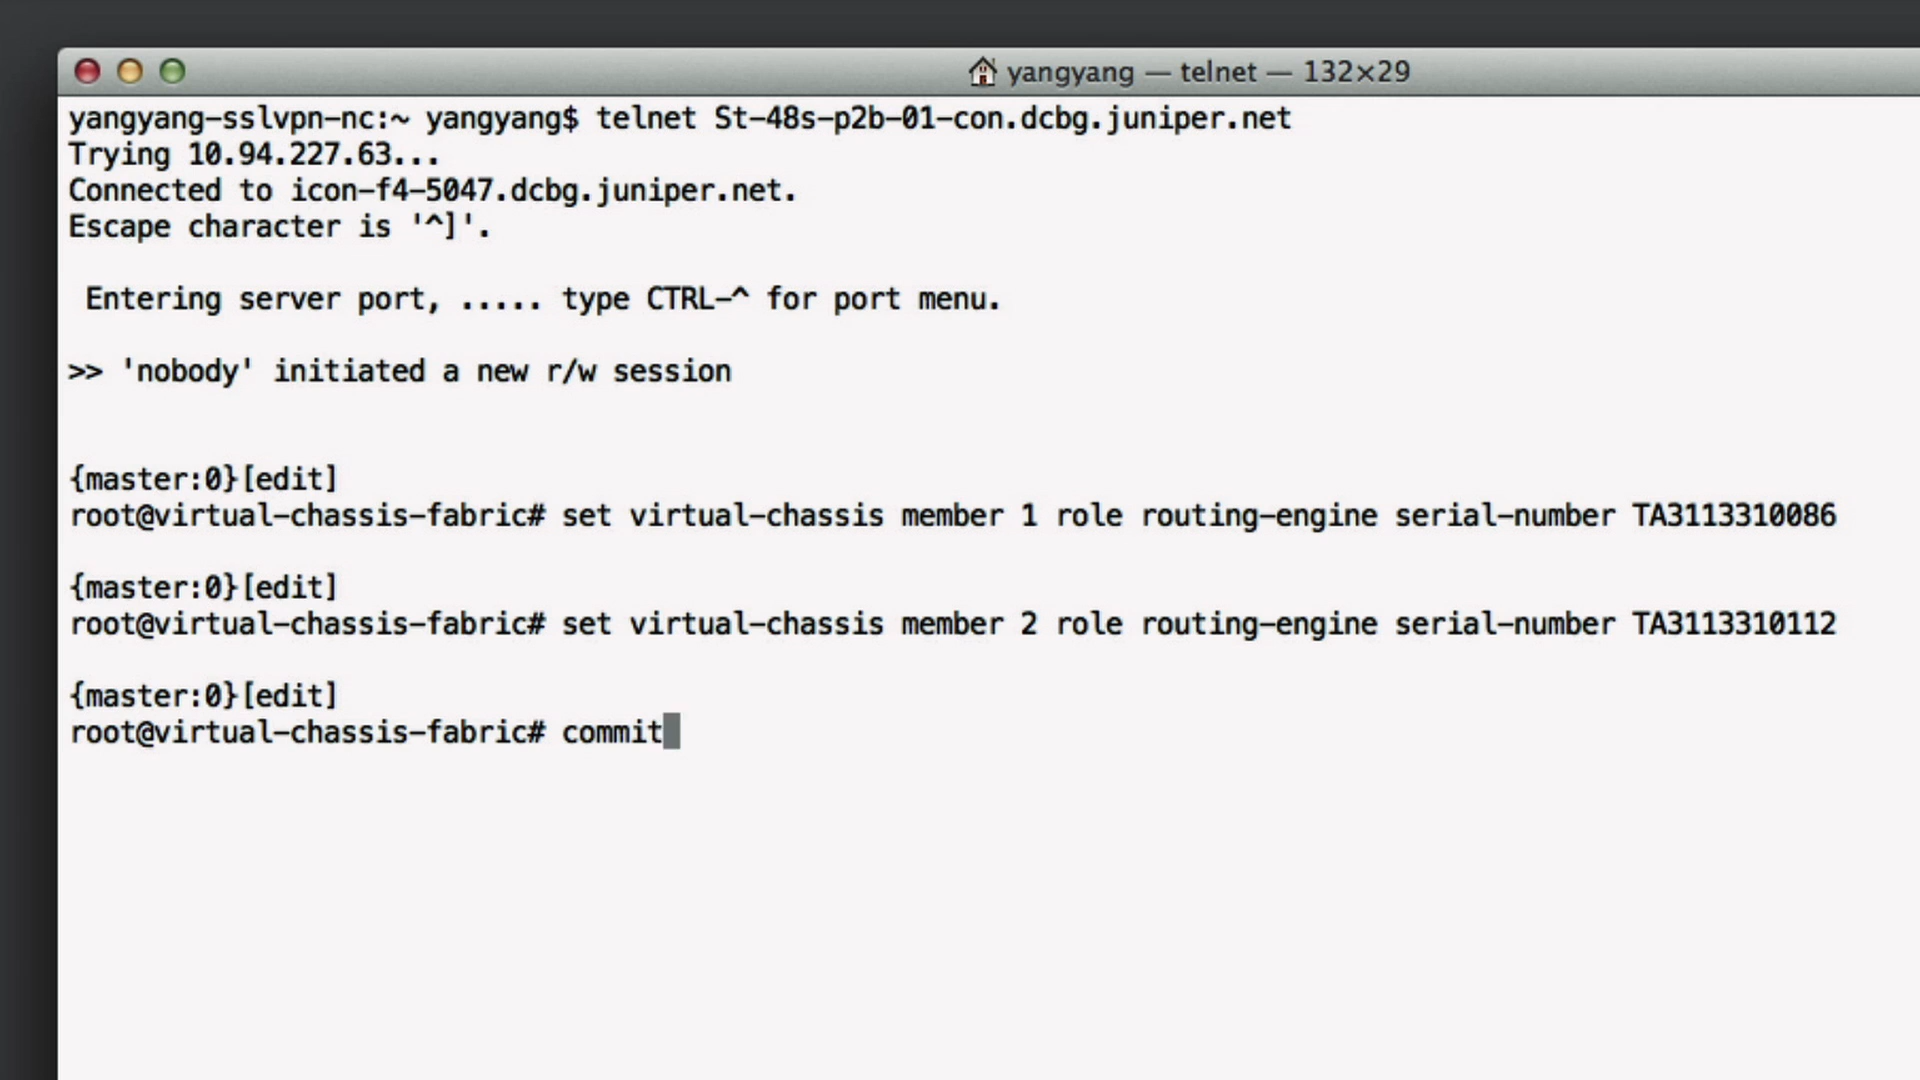 yangyang — telnet — 132×29
yangyang-sslvpn-nc:~ yangyang$ telnet St-48s-p2b-01-con.dcbg.juniper.net
Trying 10.94.227.63...
Connected to icon-f4-5047.dcbg.juniper.net.
Escape character is '^]'.
Entering server port, ..... type CTRL-^ for port menu.
>> 'nobody' initiated a new r/w session
{master:0}[edit]
root@virtual-chassis-fabric# set virtual-chassis member 1 role routing-engine serial-number TA3113310086
{master:0}[edit]
root@virtual-chassis-fabric# set virtual-chassis member 2 role routing-engine serial-number TA3113310112
{master:0}[edit]
root@virtual-chassis-fabric# commit